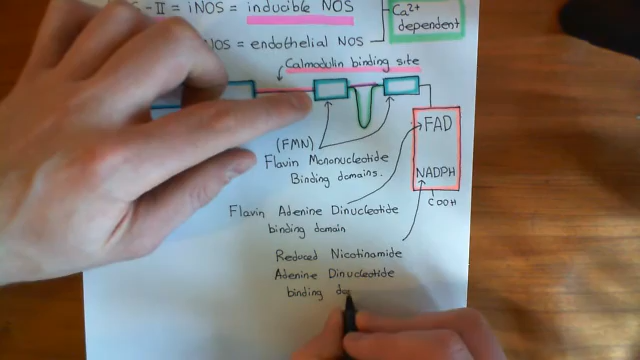 -II = iNOS = inducible NOS
NOS = endothelial NOS
Ca2+
dependent
Calmodulin binding site
(FMN)
Flavin Mononucleotide
Binding domains.
FAD
NADPH
COOH
Flavin Adenine Dinucleotide
binding domain
Reduced Nicotinamide
Adenine Dinucleotide
binding do